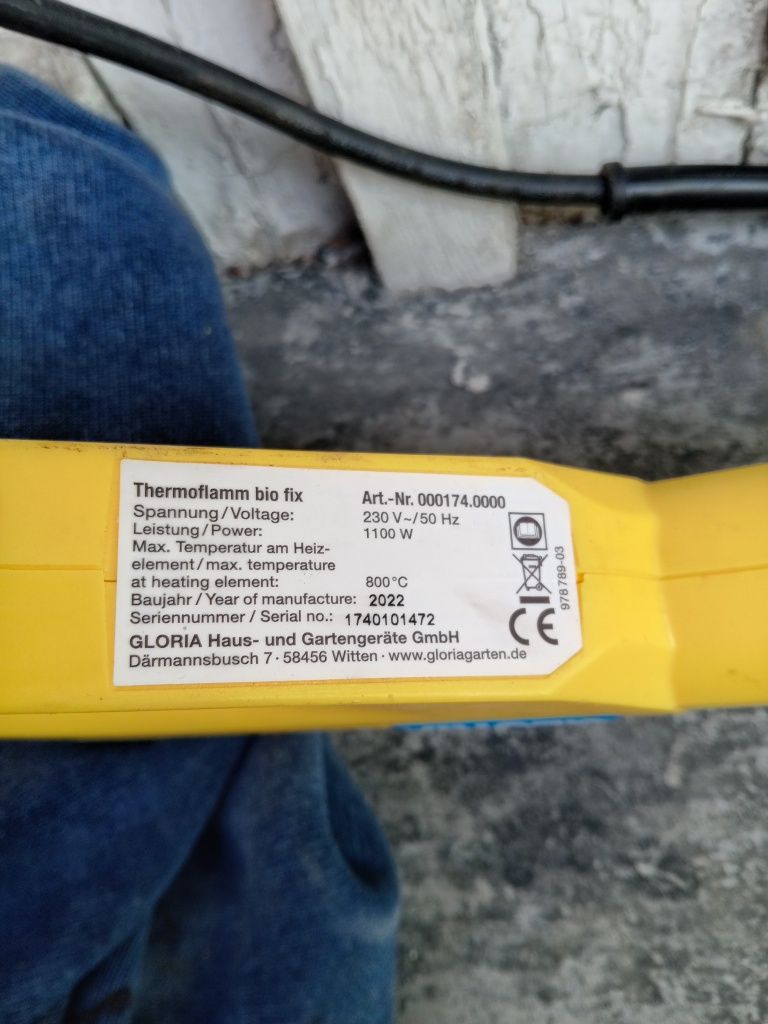 Thermoflamm bio fix Art.-Nr. 000174.0000
Spannung/Voltage: 230 V~/50 Hz
Leistung/Power: 1100 W
Max. Temperatur am Heiz-
element/max. temperature
at heating element: 800°C
Baujahr/Year of manufacture: 2022
Seriennummer/Serial no.: 1740101472
GLORIA Haus- und Gartengeräte GmbH
Därmannsbusch 7 · 58456 Witten · www.gloriagarten.de
CE
978 789-03